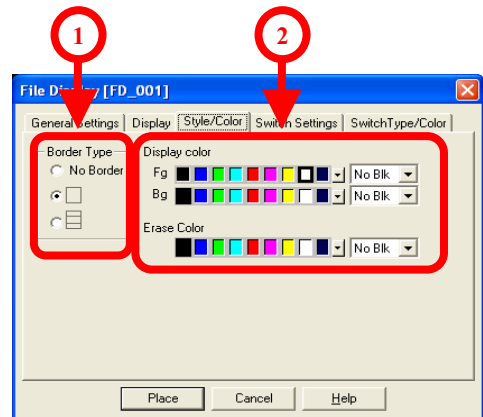 1 2
File Display [FD_001]
General Settings Display Style/Color Switch Settings SwitchType/Color
Border Type Display color
No Border Fg No Blk
Bg No Blk
Erase Color
No Blk
Place Cancel Help